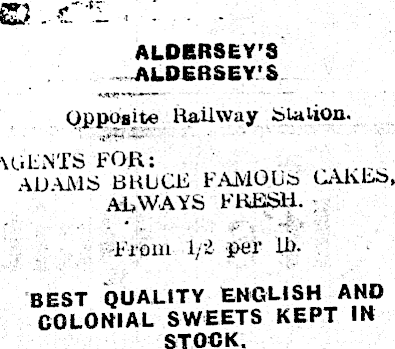 ALDERSEY'S
ALDERSEY'S
Opposite Railway Station.
AGENTS FOR:
ADAMS BRUCE FAMOUS CAKES,
ALWAYS FRESH.
From 1/2 per lb.
BEST QUALITY ENGLISH AND
COLONIAL SWEETS KEPT IN
STOCK,